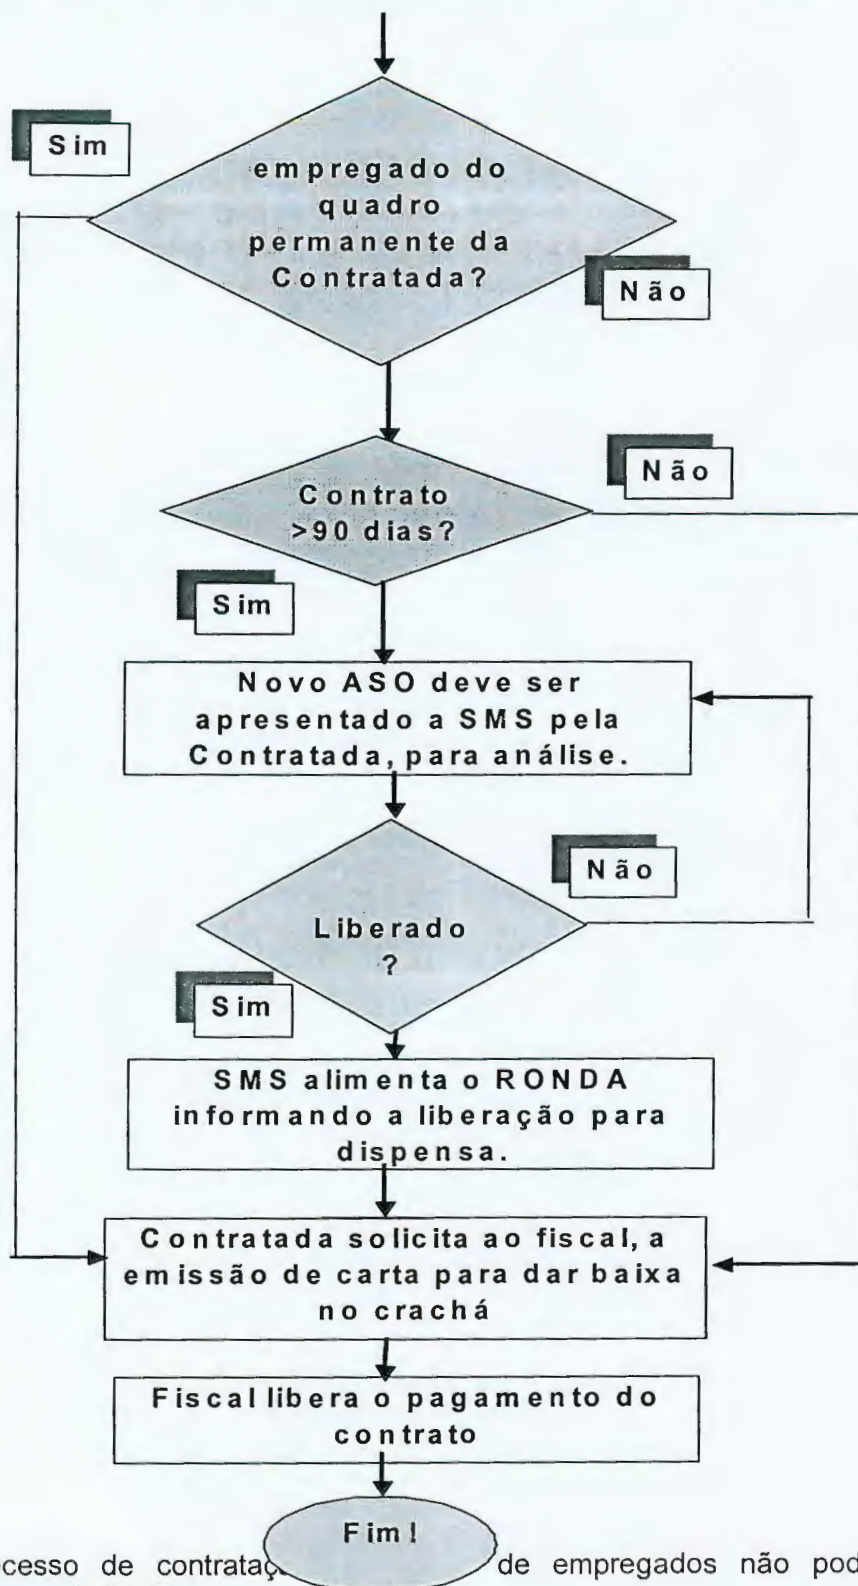 Sim
empregado do
quadro
permanente da
Contratada?
Não
Contrato
>90 dias?
Não
Sim
Novo ASO deve ser
apresentado a SMS pela
Contratada, para análise.
Liberado
?
Não
Sim
SMS alimenta o RONDA
informando a liberação para
dispensa.
Contratada solicita ao fiscal, a
emissão de carta para dar baixa
no crachá
Fiscal libera o pagamento do
contrato
Fim!
de de empregados não